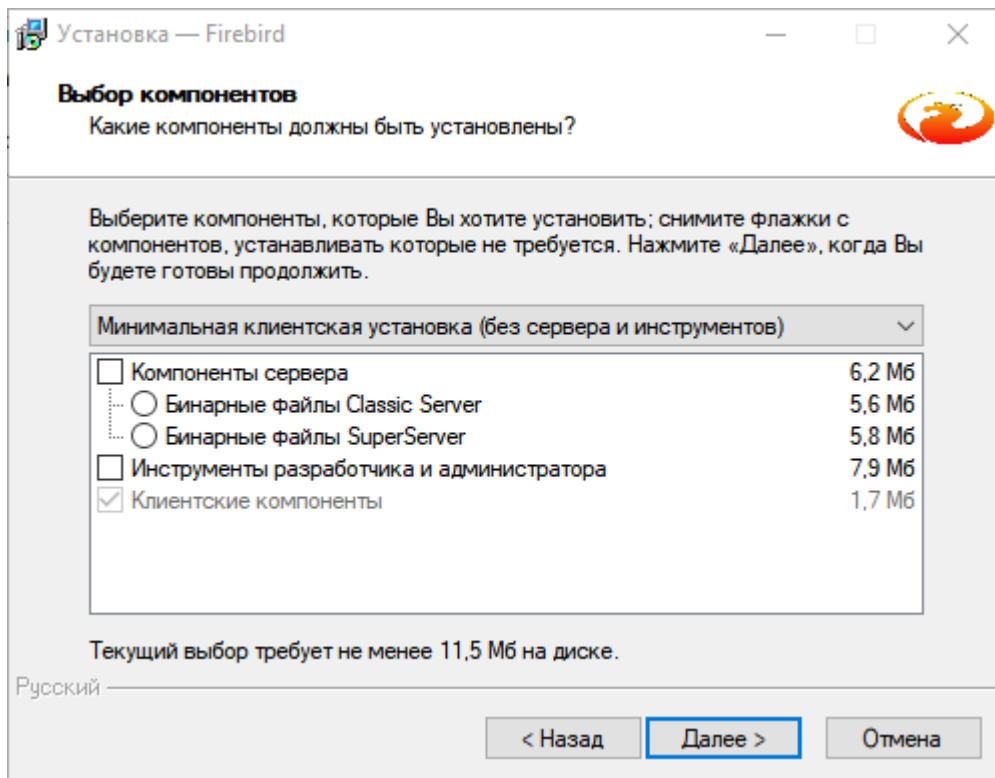 Установка — Firebird
Выбор компонентов
Какие компоненты должны быть установлены?
Выберите компоненты, которые Вы хотите установить; снимите флажки с
компонентов, устанавливать которые не требуется. Нажмите «Далее», когда Вы
будете готовы продолжить.
Минимальная клиентская установка (без сервера и инструментов)
Компоненты сервера 6,2 Мб
Бинарные файлы Classic Server 5,6 Мб
Бинарные файлы SuperServer 5,8 Мб
Инструменты разработчика и администратора 7,9 Мб
Клиентские компоненты 1,7 Мб
Текущий выбор требует не менее 11,5 Мб на диске.
Русский
< Назад Далее > Отмена